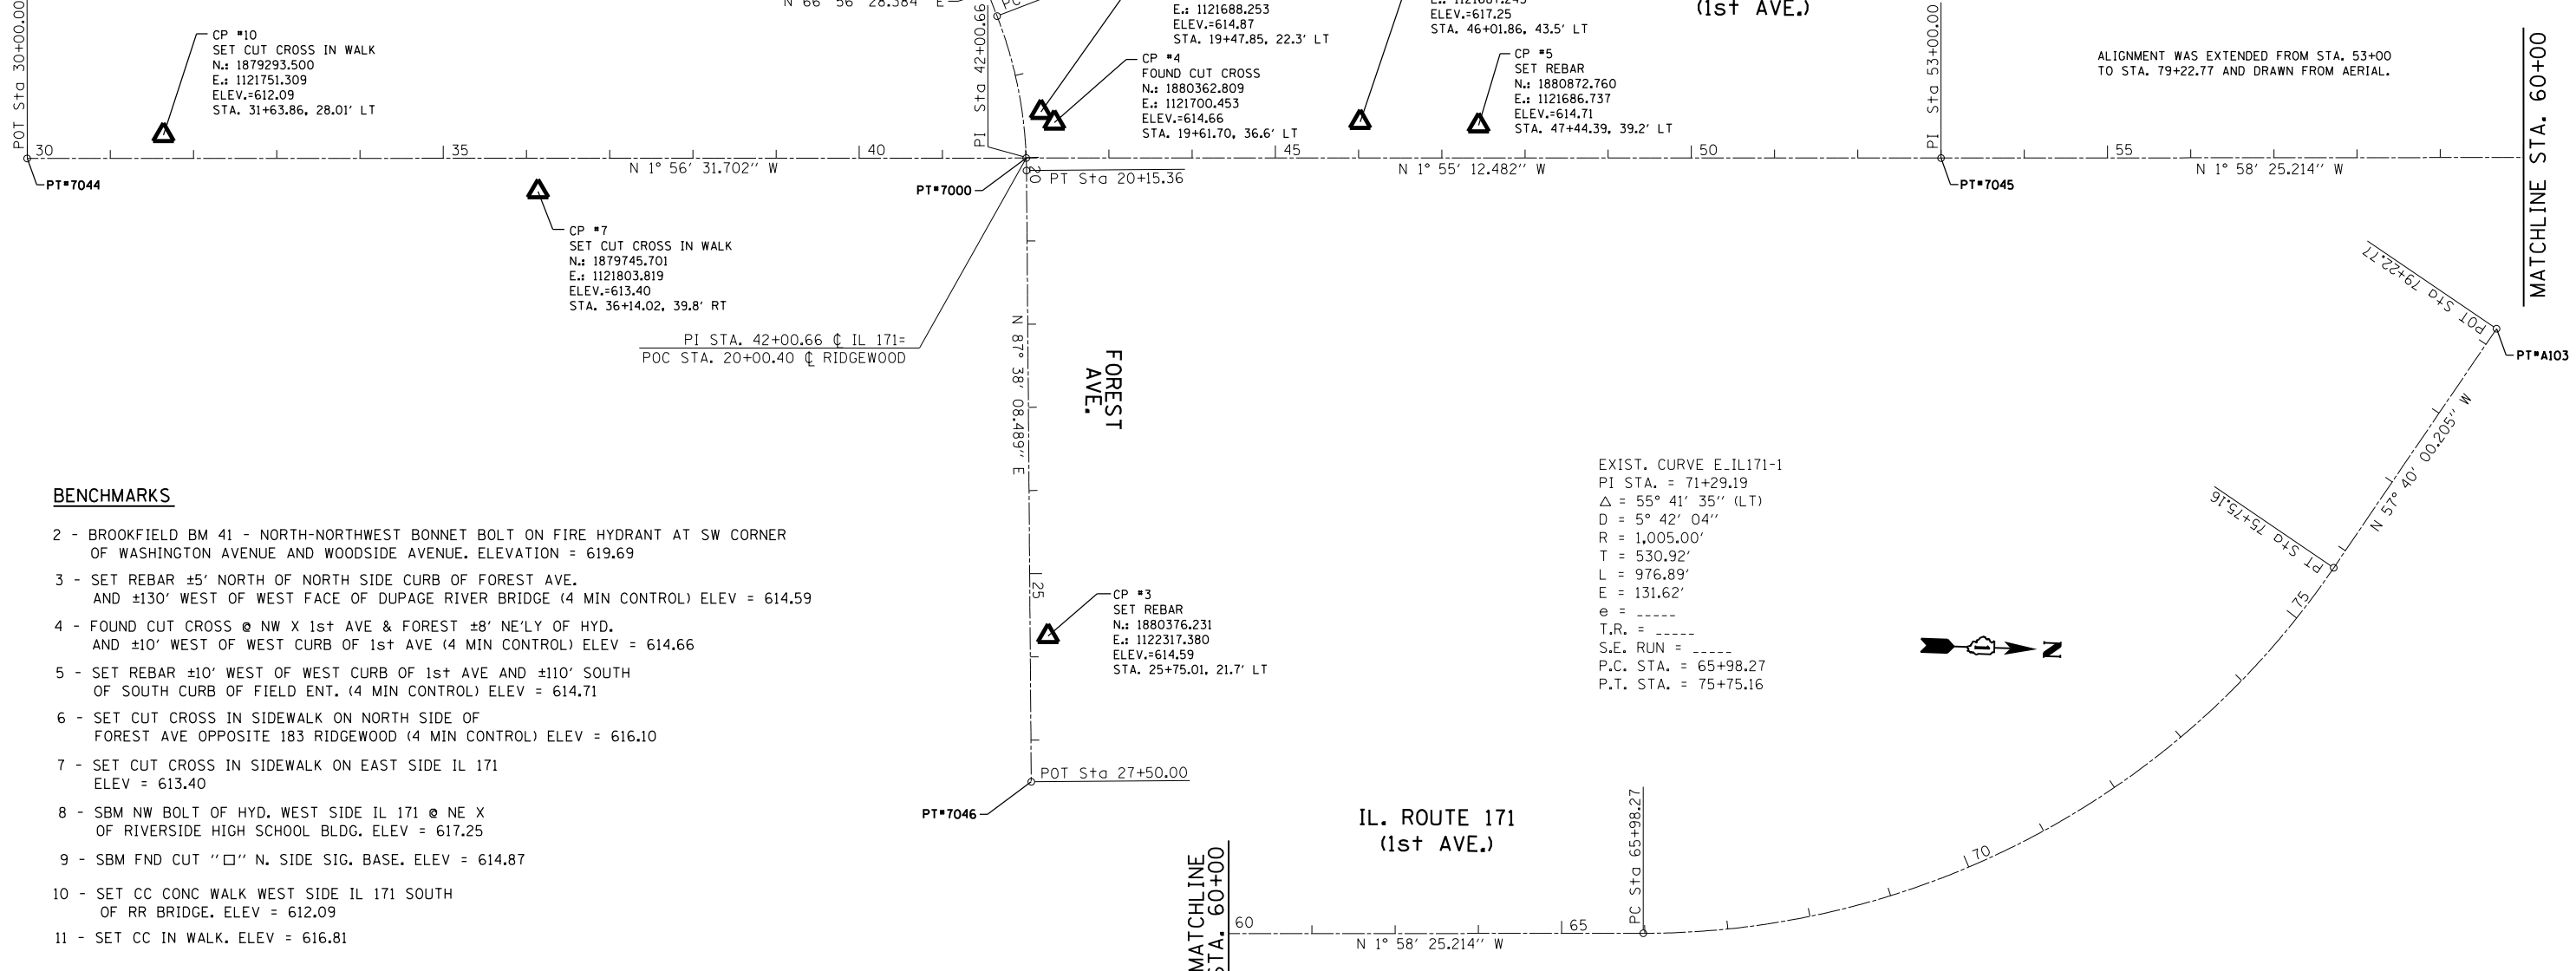 N 66° 56' 28.384'' E
PC
E.: 1121688.253
ELEV.=614.87
STA. 19+47.85, 22.3' LT
ELEV.=617.25
STA. 46+01.86, 43.5' LT
(1st AVE.)
POT Sta 30+00.00
CP #10
SET CUT CROSS IN WALK
N.: 1879293.500
E.: 1121751.309
ELEV.=612.09
STA. 31+63.86, 28.01' LT
PI Sta 42+00.66
CP #4
FOUND CUT CROSS
N.: 1880362.809
E.: 1121700.453
ELEV.=614.66
STA. 19+61.70, 36.6' LT
CP #5
SET REBAR
N.: 1880872.760
E.: 1121686.737
ELEV.=614.71
STA. 47+44.39, 39.2' LT
PI Sta 53+00.00
ALIGNMENT WAS EXTENDED FROM STA. 53+00
TO STA. 79+22.77 AND DRAWN FROM AERIAL.
MATCHLINE STA. 60+00
30
35
40
45
50
55
PT#7044
N 1° 56' 31.702'' W
PT#7000
20
PT Sta 20+15.36
N 1° 55' 12.482'' W
PT#7045
N 1° 58' 25.214'' W
CP #7
SET CUT CROSS IN WALK
N.: 1879745.701
E.: 1121803.819
ELEV.=613.40
STA. 36+14.02, 39.8' RT
PI STA. 42+00.66 ℄ IL 171=
POC STA. 20+00.40 ℄ RIDGEWOOD
N 87° 38' 08.489'' E
FOREST
AVE.
POT Sta 79+22.77
PT#A103
N 57° 40' 00.205'' W
PT Sta 75+75.16
75
EXIST. CURVE E_IL171-1
PI STA. = 71+29.19
△ = 55° 41' 35'' (LT)
D = 5° 42' 04''
R = 1,005.00'
T = 530.92'
L = 976.89'
E = 131.62'
e = _____
T.R. = _____
S.E. RUN = _____
P.C. STA. = 65+98.27
P.T. STA. = 75+75.16
N
BENCHMARKS
2 - BROOKFIELD BM 41 - NORTH-NORTHWEST BONNET BOLT ON FIRE HYDRANT AT SW CORNER
OF WASHINGTON AVENUE AND WOODSIDE AVENUE. ELEVATION = 619.69
3 - SET REBAR ±5' NORTH OF NORTH SIDE CURB OF FOREST AVE.
AND ±130' WEST OF WEST FACE OF DUPAGE RIVER BRIDGE (4 MIN CONTROL) ELEV = 614.59
4 - FOUND CUT CROSS @ NW X 1st AVE & FOREST ±8' NE'LY OF HYD.
AND ±10' WEST OF WEST CURB OF 1st AVE (4 MIN CONTROL) ELEV = 614.66
5 - SET REBAR ±10' WEST OF WEST CURB OF 1st AVE AND ±110' SOUTH
OF SOUTH CURB OF FIELD ENT. (4 MIN CONTROL) ELEV = 614.71
6 - SET CUT CROSS IN SIDEWALK ON NORTH SIDE OF
FOREST AVE OPPOSITE 183 RIDGEWOOD (4 MIN CONTROL) ELEV = 616.10
7 - SET CUT CROSS IN SIDEWALK ON EAST SIDE IL 171
ELEV = 613.40
8 - SBM NW BOLT OF HYD. WEST SIDE IL 171 @ NE X
OF RIVERSIDE HIGH SCHOOL BLDG. ELEV = 617.25
9 - SBM FND CUT ''□'' N. SIDE SIG. BASE. ELEV = 614.87
10 - SET CC CONC WALK WEST SIDE IL 171 SOUTH
OF RR BRIDGE. ELEV = 612.09
11 - SET CC IN WALK. ELEV = 616.81
25
CP #3
SET REBAR
N.: 1880376.231
E.: 1122317.380
ELEV.=614.59
STA. 25+75.01, 21.7' LT
POT Sta 27+50.00
PT#7046
IL. ROUTE 171
(1st AVE.)
MATCHLINE
STA. 60+00
60
65
PC Sta 65+98.27
70
N 1° 58' 25.214'' W